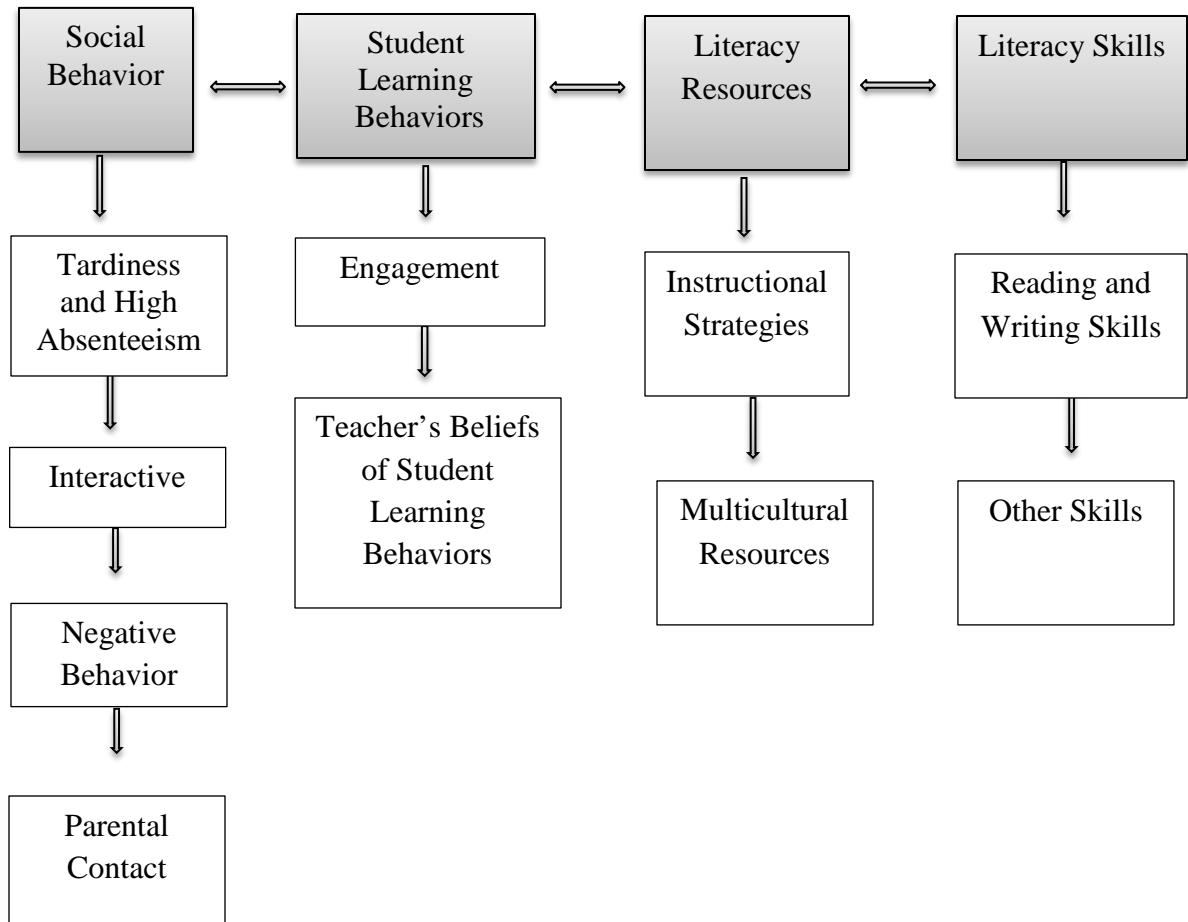 Social
Behavior
Student
Learning
Behaviors
Literacy
Resources
Literacy Skills
Tardiness
and High
Absenteeism
Engagement
Instructional
Strategies
Reading and
Writing Skills
Interactive
Teacher’s Beliefs
of Student
Learning
Behaviors
Multicultural
Resources
Other Skills
Negative
Behavior
Parental
Contact